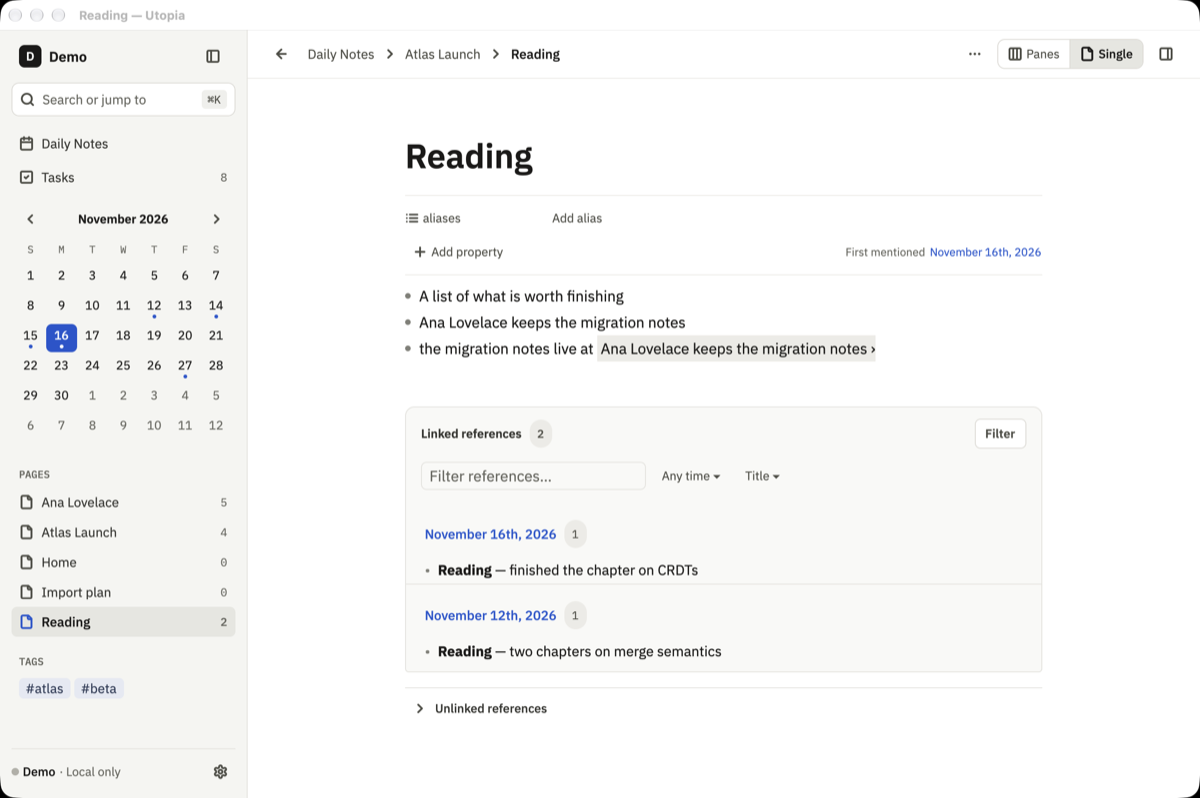 Reading — Utopia
D Demo
Search or jump to ⌘K
Daily Notes
Tasks 8
November 2026
S M T W T F S
1 2 3 4 5 6 7
8 9 10 11 12 13 14
15 16 17 18 19 20 21
22 23 24 25 26 27 28
29 30 1 2 3 4 5
6 7 8 9 10 11 12
PAGES
Ana Lovelace 5
Atlas Launch 4
Home 0
Import plan 0
Reading 2
TAGS
#atlas #beta
Demo · Local only
Daily Notes > Atlas Launch > Reading
··· Panes Single
Reading
aliases Add alias
+ Add property First mentioned November 16th, 2026
• A list of what is worth finishing
• Ana Lovelace keeps the migration notes
• the migration notes live at Ana Lovelace keeps the migration notes ›
Linked references 2 Filter
Filter references... Any time Title
November 16th, 2026 1
• Reading — finished the chapter on CRDTs
November 12th, 2026 1
• Reading — two chapters on merge semantics
Unlinked references